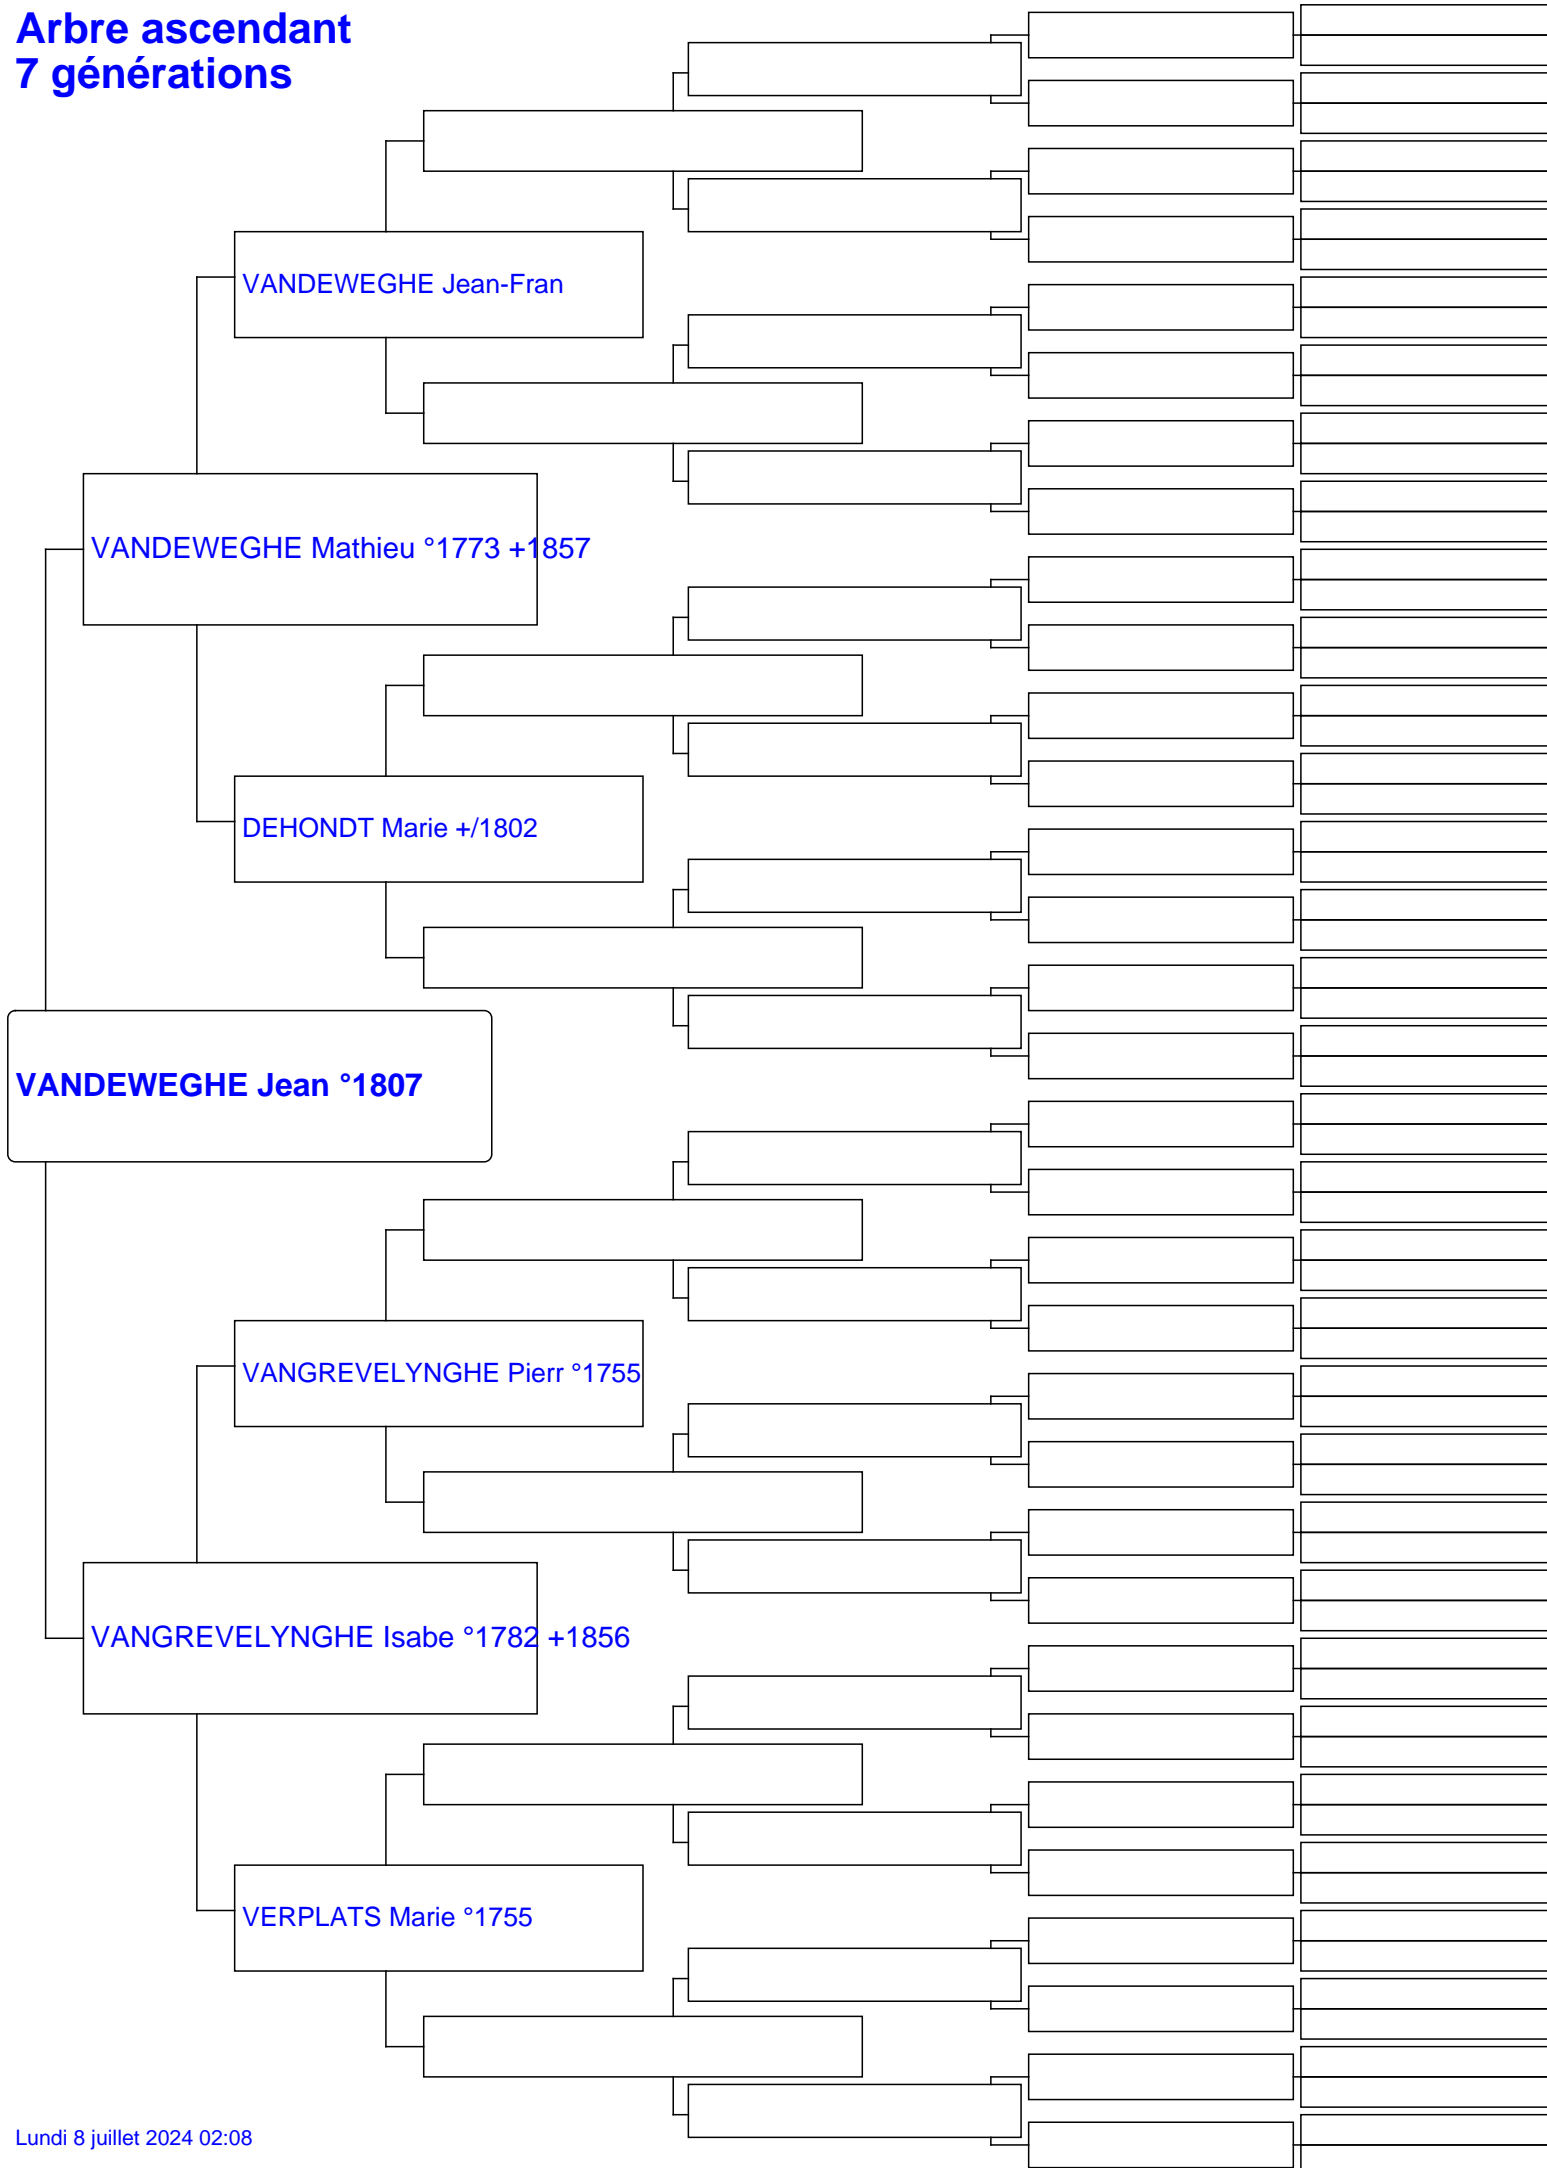 Arbre ascendant
7 générations
VANDEWEGHE Jean-Fran
VANDEWEGHE Mathieu °1773 +1857
DEHONDT Marie +/1802
VANDEWEGHE Jean °1807
VANGREVELYNGHE Pierr °1755
VANGREVELYNGHE Isabe °1782 +1856
VERPLATS Marie °1755
Lundi 8 juillet 2024 02:08